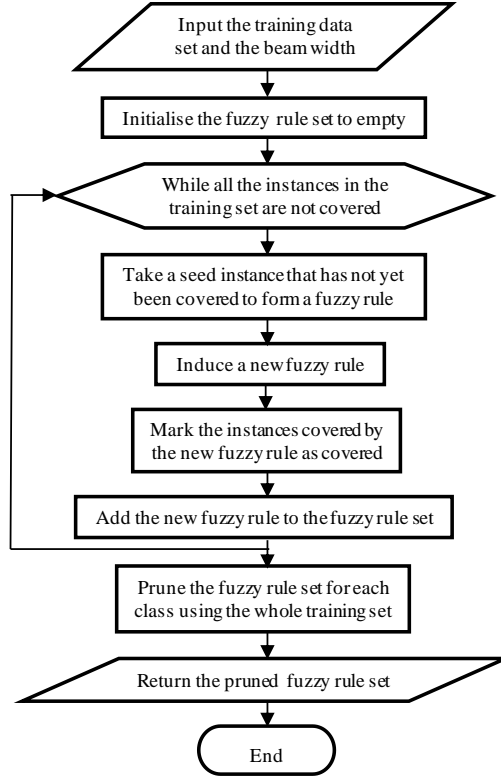 Input the training data
set and the beam width
Initialise the fuzzy rule set to empty
While all the instances in the
training set are not covered
Take a seed instance that has not yet
been covered to form a fuzzy rule
Induce a new fuzzy rule
Mark the instances covered by
the new fuzzy rule as covered
Add the new fuzzy rule to the fuzzy rule set
Prune the fuzzy rule set for each
class using the whole training set
Return the pruned fuzzy rule set
End